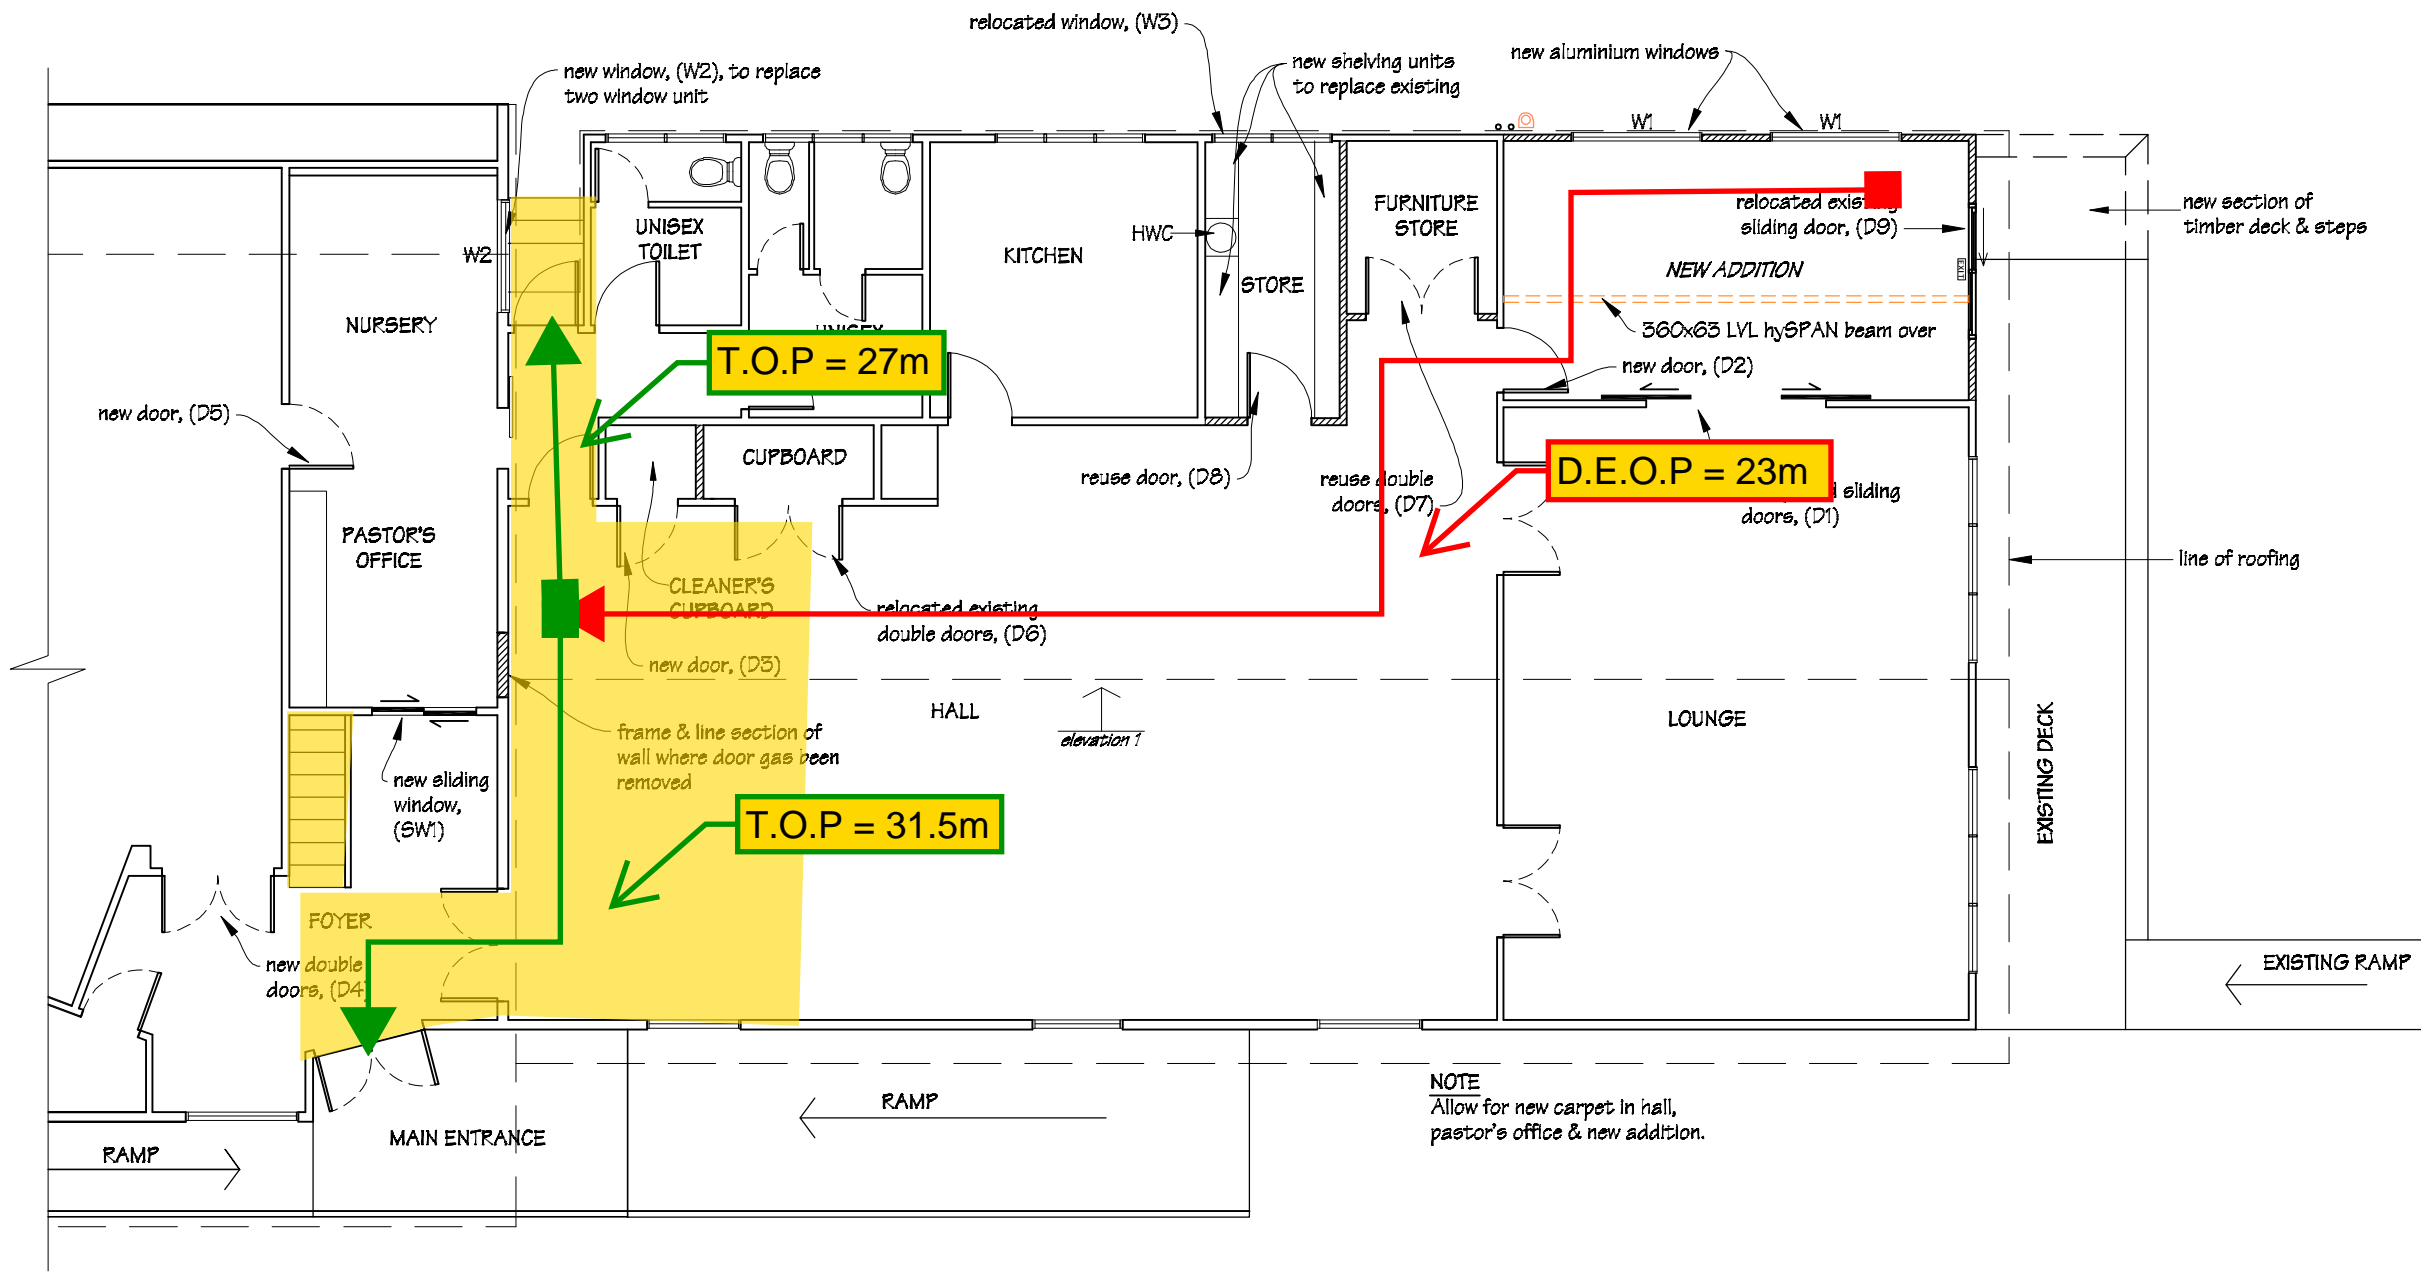 relocated window, (W3)
new window, (W2), to replace
two window unit
new shelving units
to replace existing
new aluminium windows
W1
W1
UNISEX
TOILET
KITCHEN
HWC
STORE
FURNITURE
STORE
relocated
sliding door, (D9)
new section of
timber deck & steps
W2
NURSERY
NEW ADDITION
EXIT
360x63 LVL hySPAN beam over
UNISEX
T.O.P = 27m
new door, (D2)
new door, (D5)
CUPBOARD
reuse door, (D8)
reuse double
doors, (D7)
D.E.O.P = 23m
sliding
doors, (D1)
PASTOR'S
OFFICE
line of roofing
CLEANER'S
CUPBOARD
relocated existing
double doors, (D6)
new door, (D3)
HALL
elevation 1
LOUNGE
EXISTING DECK
frame & line section of
wall where door gas been
removed
new sliding
window,
(SW1)
T.O.P = 31.5m
FOYER
new double
doors, (D4)
EXISTING RAMP
NOTE
Allow for new carpet in hall,
pastor's office & new addition.
RAMP
MAIN ENTRANCE
RAMP